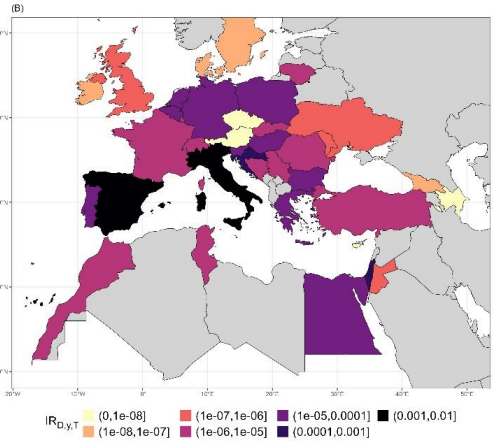 (B)
20°W 10°W 0° 10°E 20°E 30°E 40°E 50°E
IR_D,y,T (0,1e-08] (1e-07,1e-06] (1e-05,0.0001] (0.001,0.01]
(1e-08,1e-07] (1e-06,1e-05] (0.0001,0.001]